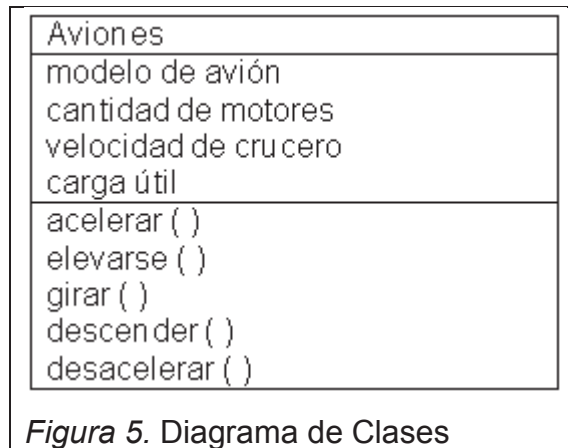 Aviones
modelo de avión
cantidad de motores
velocidad de crucero
carga útil
acelerar ( )
elevarse ( )
girar ( )
descender ( )
desacelerar ( )
Figura 5. Diagrama de Clases